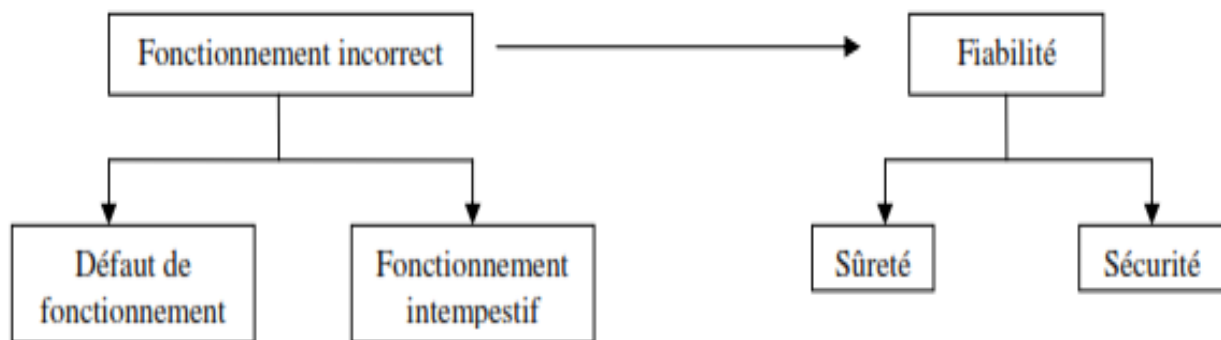 Fonctionnement incorrect
Fiabilité
Défaut de
fonctionnement
Fonctionnement
intempestif
Sûreté
Sécurité